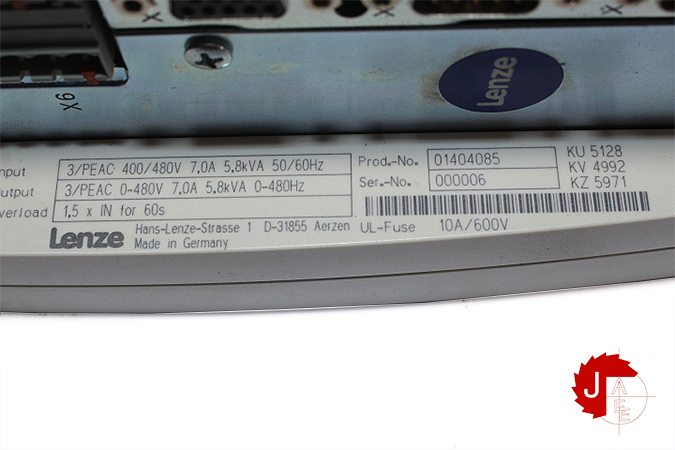 X6
Lenze
nput 3/PEAC 400/480V 7.0A 5.8kVA 50/60Hz
utput 3/PEAC 0-480V 7.0A 5.8kVA 0-480Hz
verload 1.5 x IN for 60s
Lenze Hans-Lenze-Strasse 1 D-31855 Aerzen
Made in Germany
Prod.-No. 01404085
Ser.-No. 000006
KU 5128
KV 4992
KZ 5971
UL-Fuse 10A/600V
JATEE